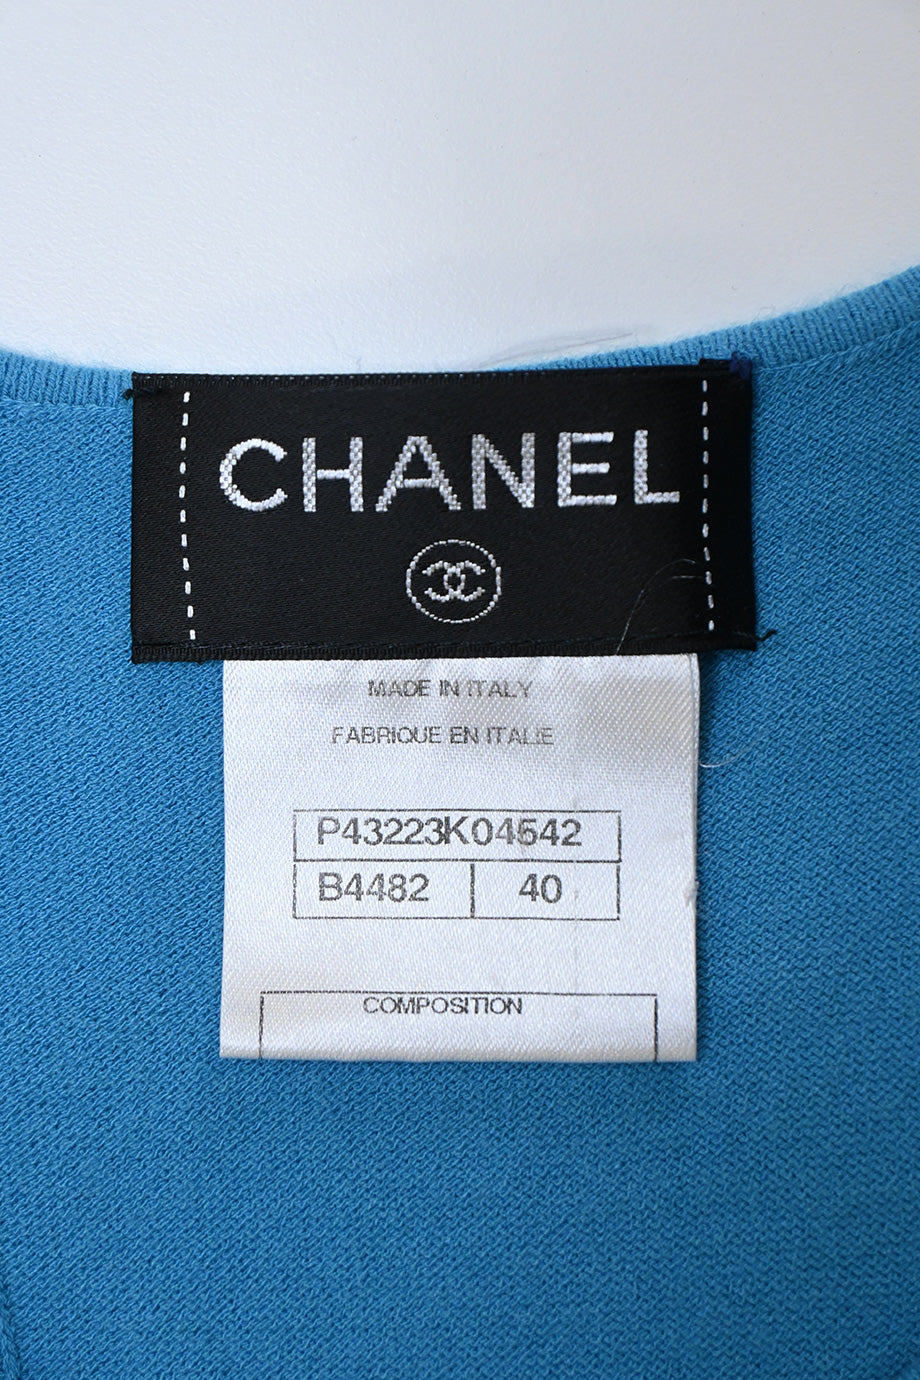 CHANEL
MADE IN ITALY
FABRIQUE EN ITALIE
P43223K04542
B4482 40
COMPOSITION